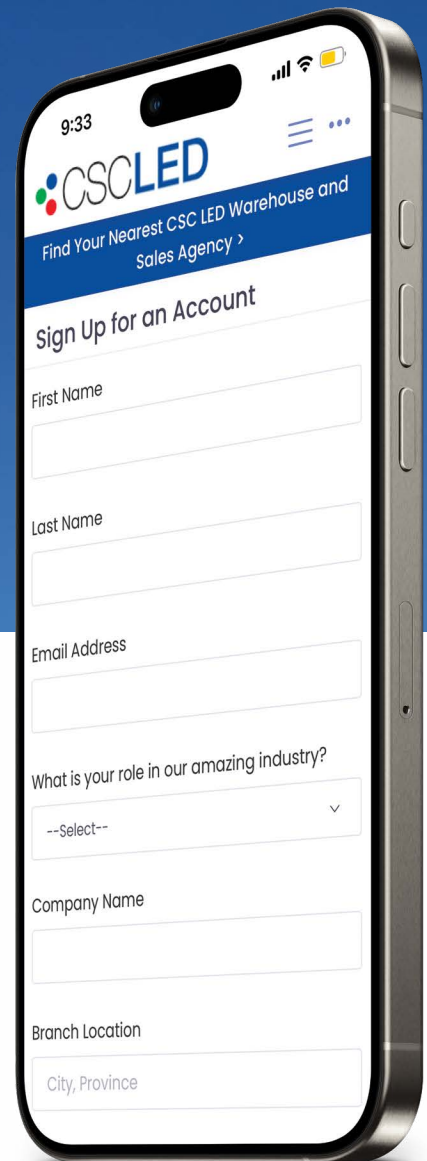 9:33
CSCLED
Find Your Nearest CSC LED Warehouse and
Sales Agency >
Sign Up for an Account
First Name
Last Name
Email Address
What is your role in our amazing industry?
--Select--
Company Name
Branch Location
City, Province